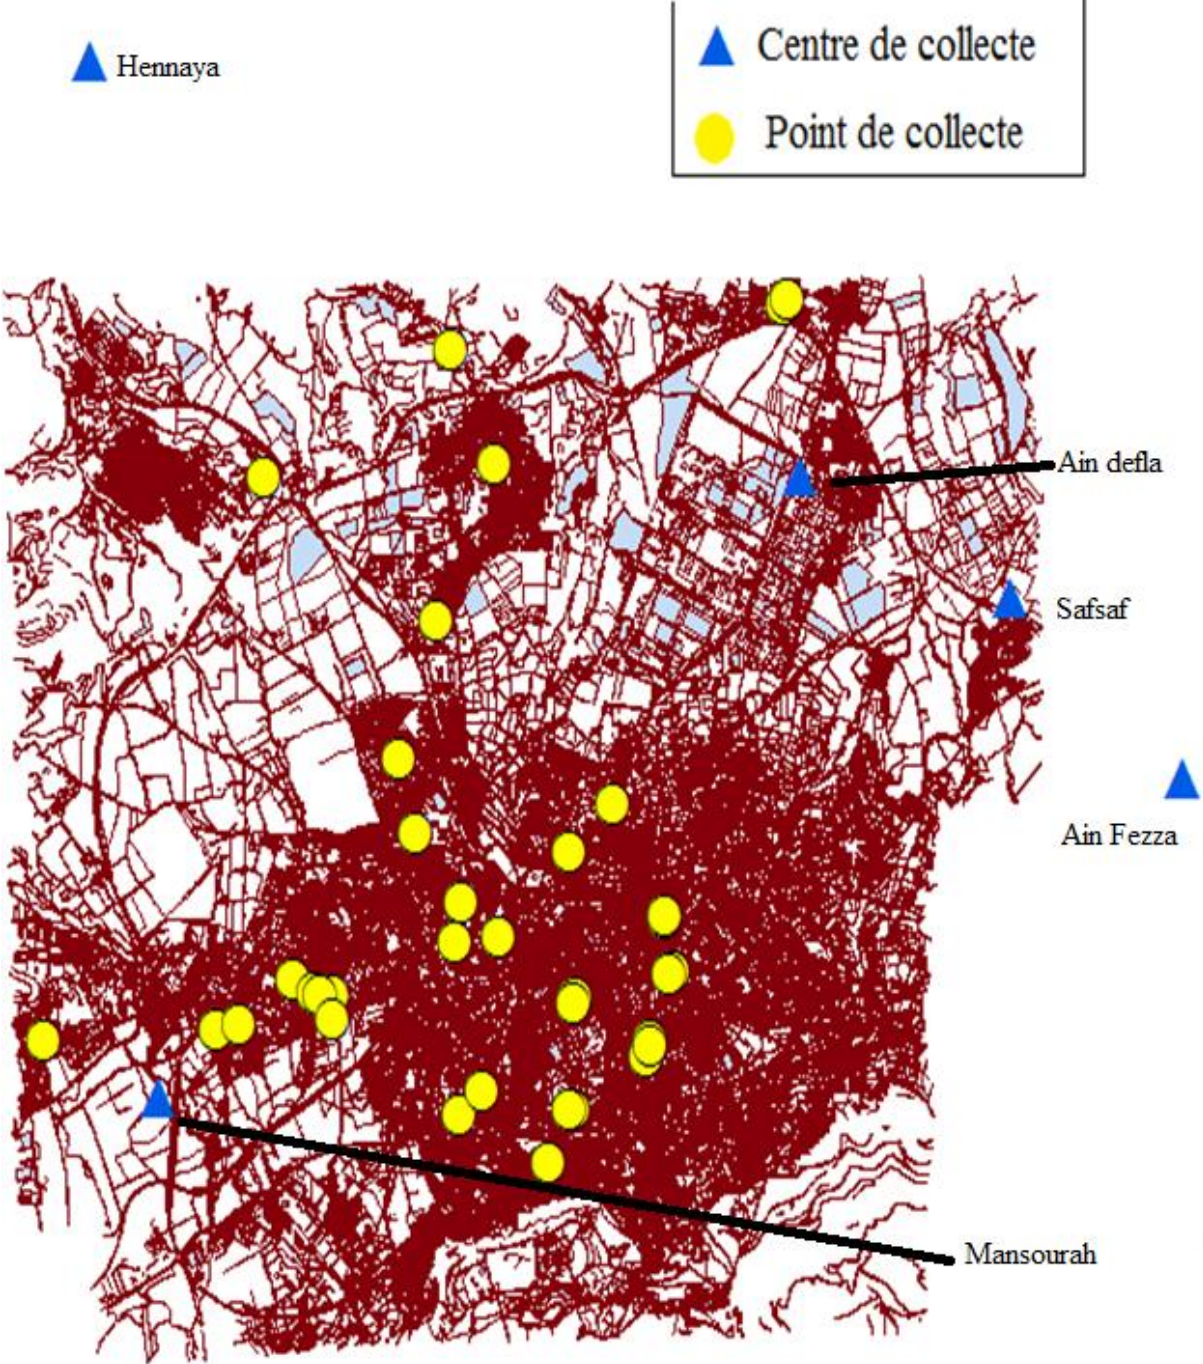 Hennaya
Centre de collecte
Point de collecte
Ain defla
Safsaf
Ain Fezza
Mansourah